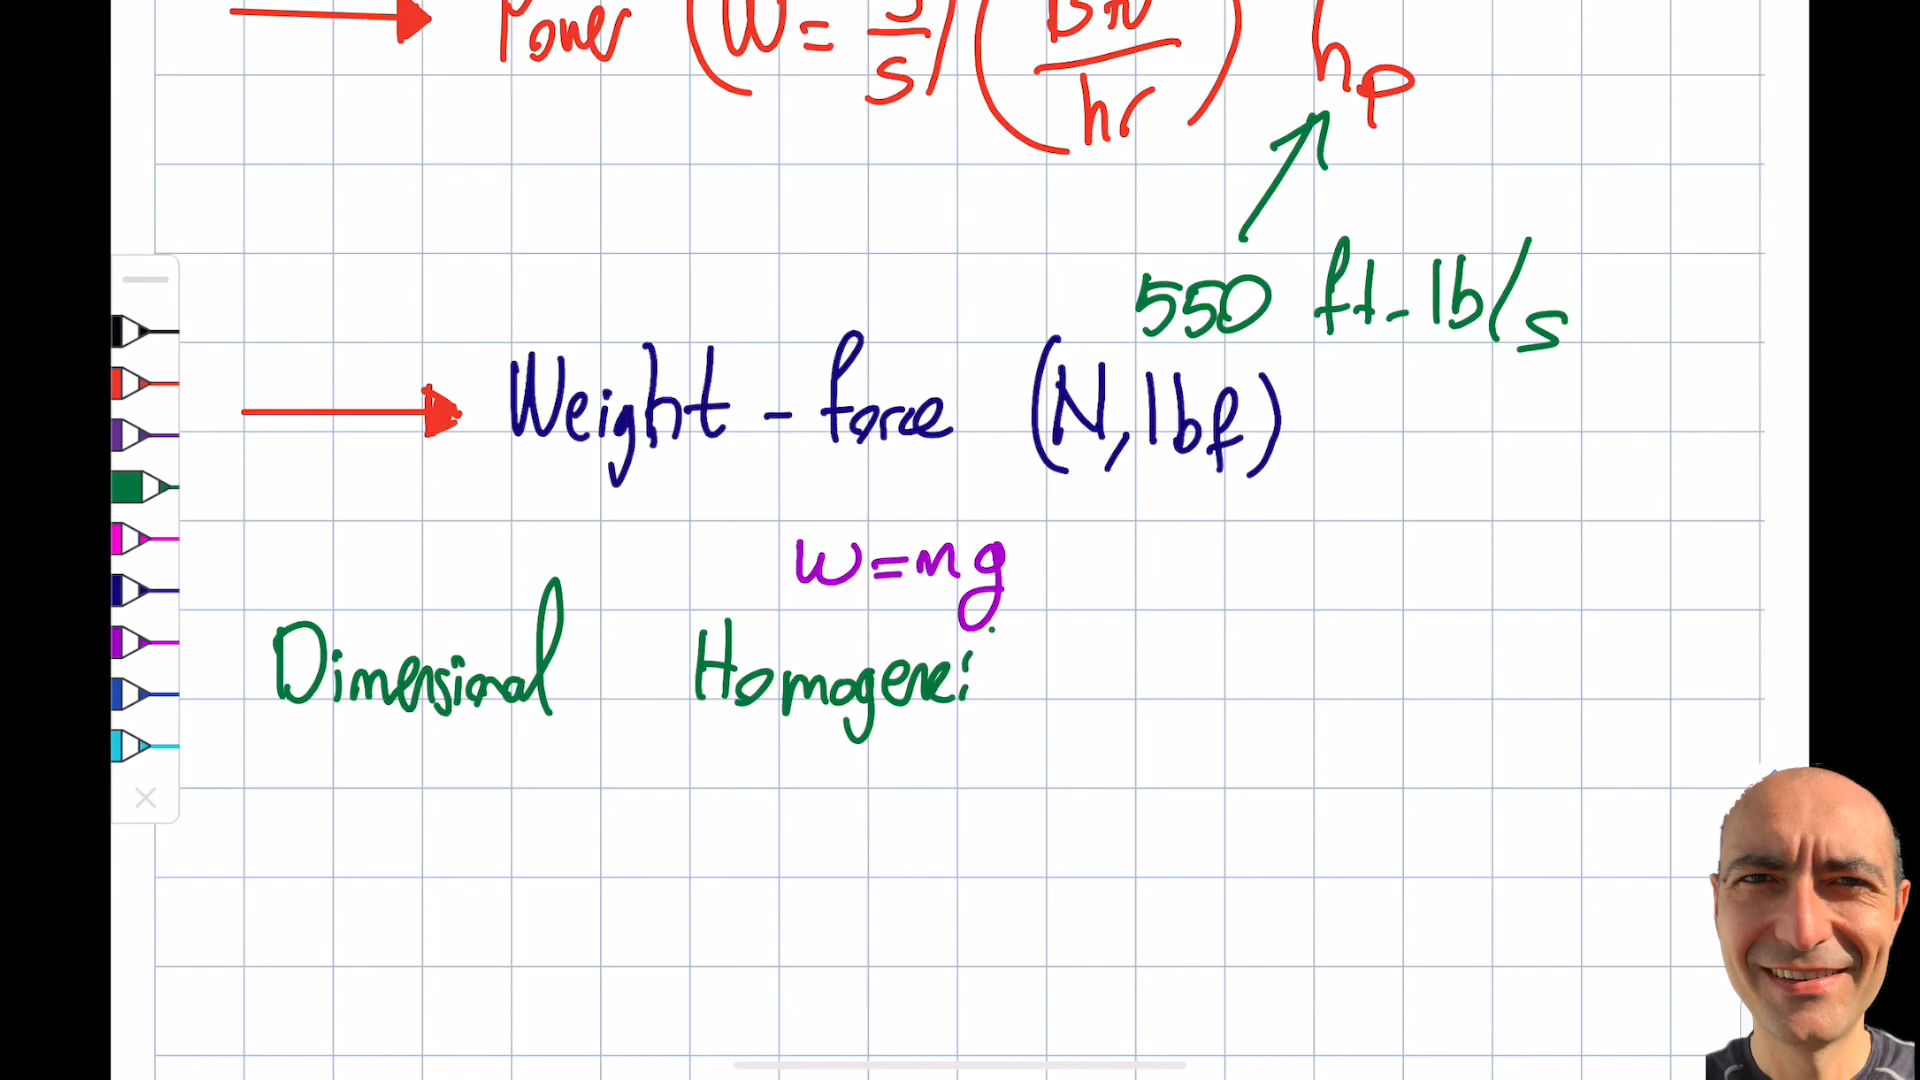 Power (W = J/s) (BTU/hr) hp
550 ft-lb/s
Weight - force (N, lbf)
w=mg
Dimensional Homogenei